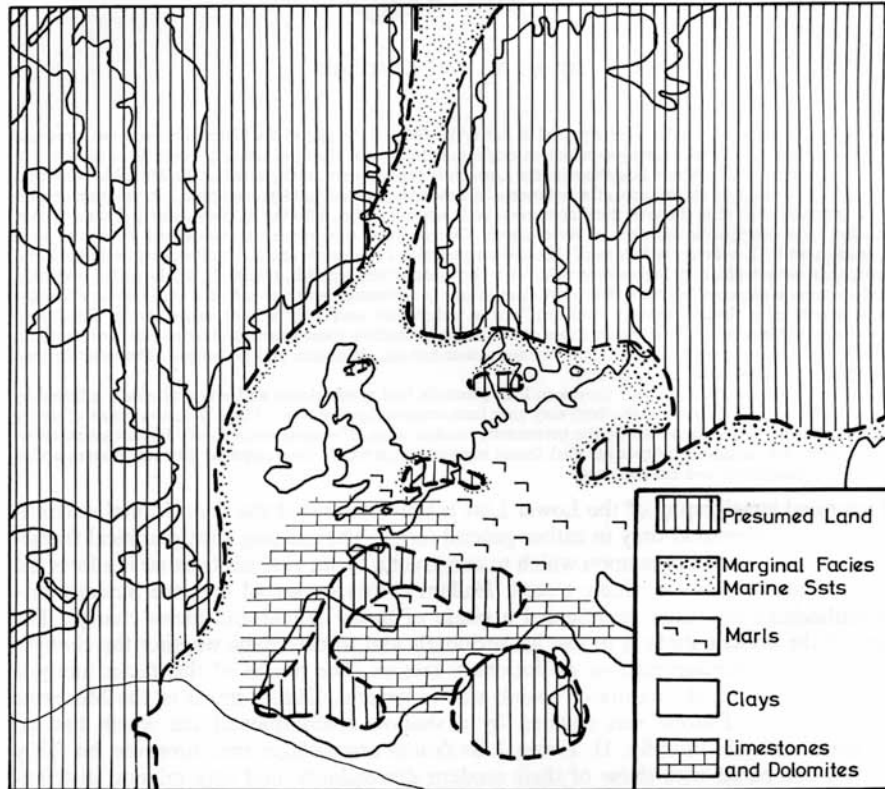 Presumed Land
Marginal Facies
Marine Ssts
Marls
Clays
Limestones
and Dolomites